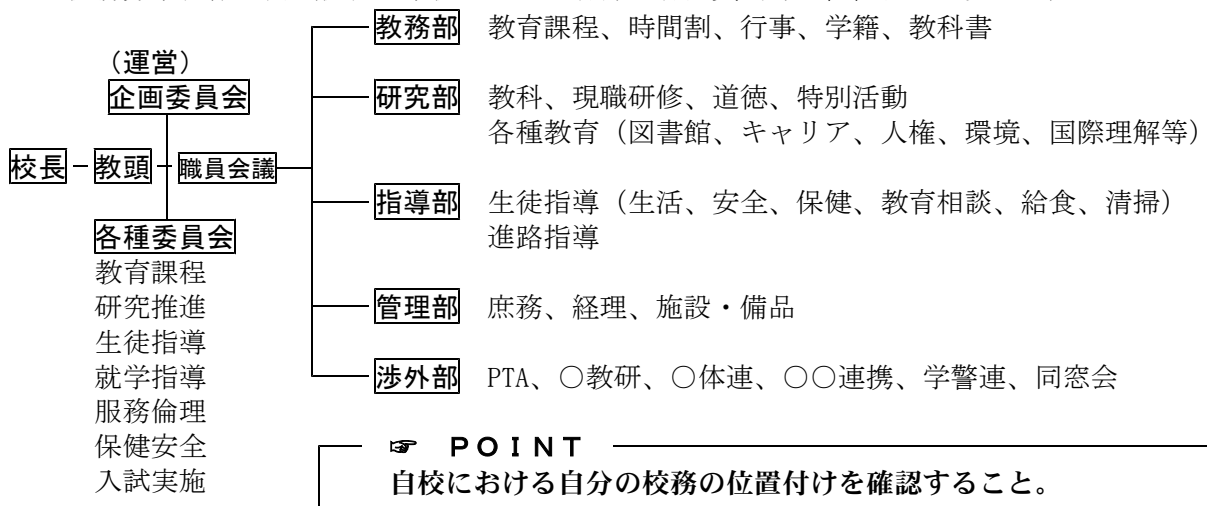 教務部 教育課程、時間割、行事、学籍、教科書
(運営)
企画委員会
研究部 教科、現職研修、道徳、特別活動
各種教育（図書館、キャリア、人権、環境、国際理解等）
校長 教頭 職員会議
指導部 生徒指導（生活、安全、保健、教育相談、給食、清掃）
進路指導
各種委員会
教育課程
研究推進
生徒指導
就学指導
服務倫理
保健安全
入試実施
管理部 庶務、経理、施設・備品
渉外部 PTA、○教研、○体連、○○連携、学警連、同窓会
☞ ＰＯＩＮＴ
自校における自分の校務の位置付けを確認すること。